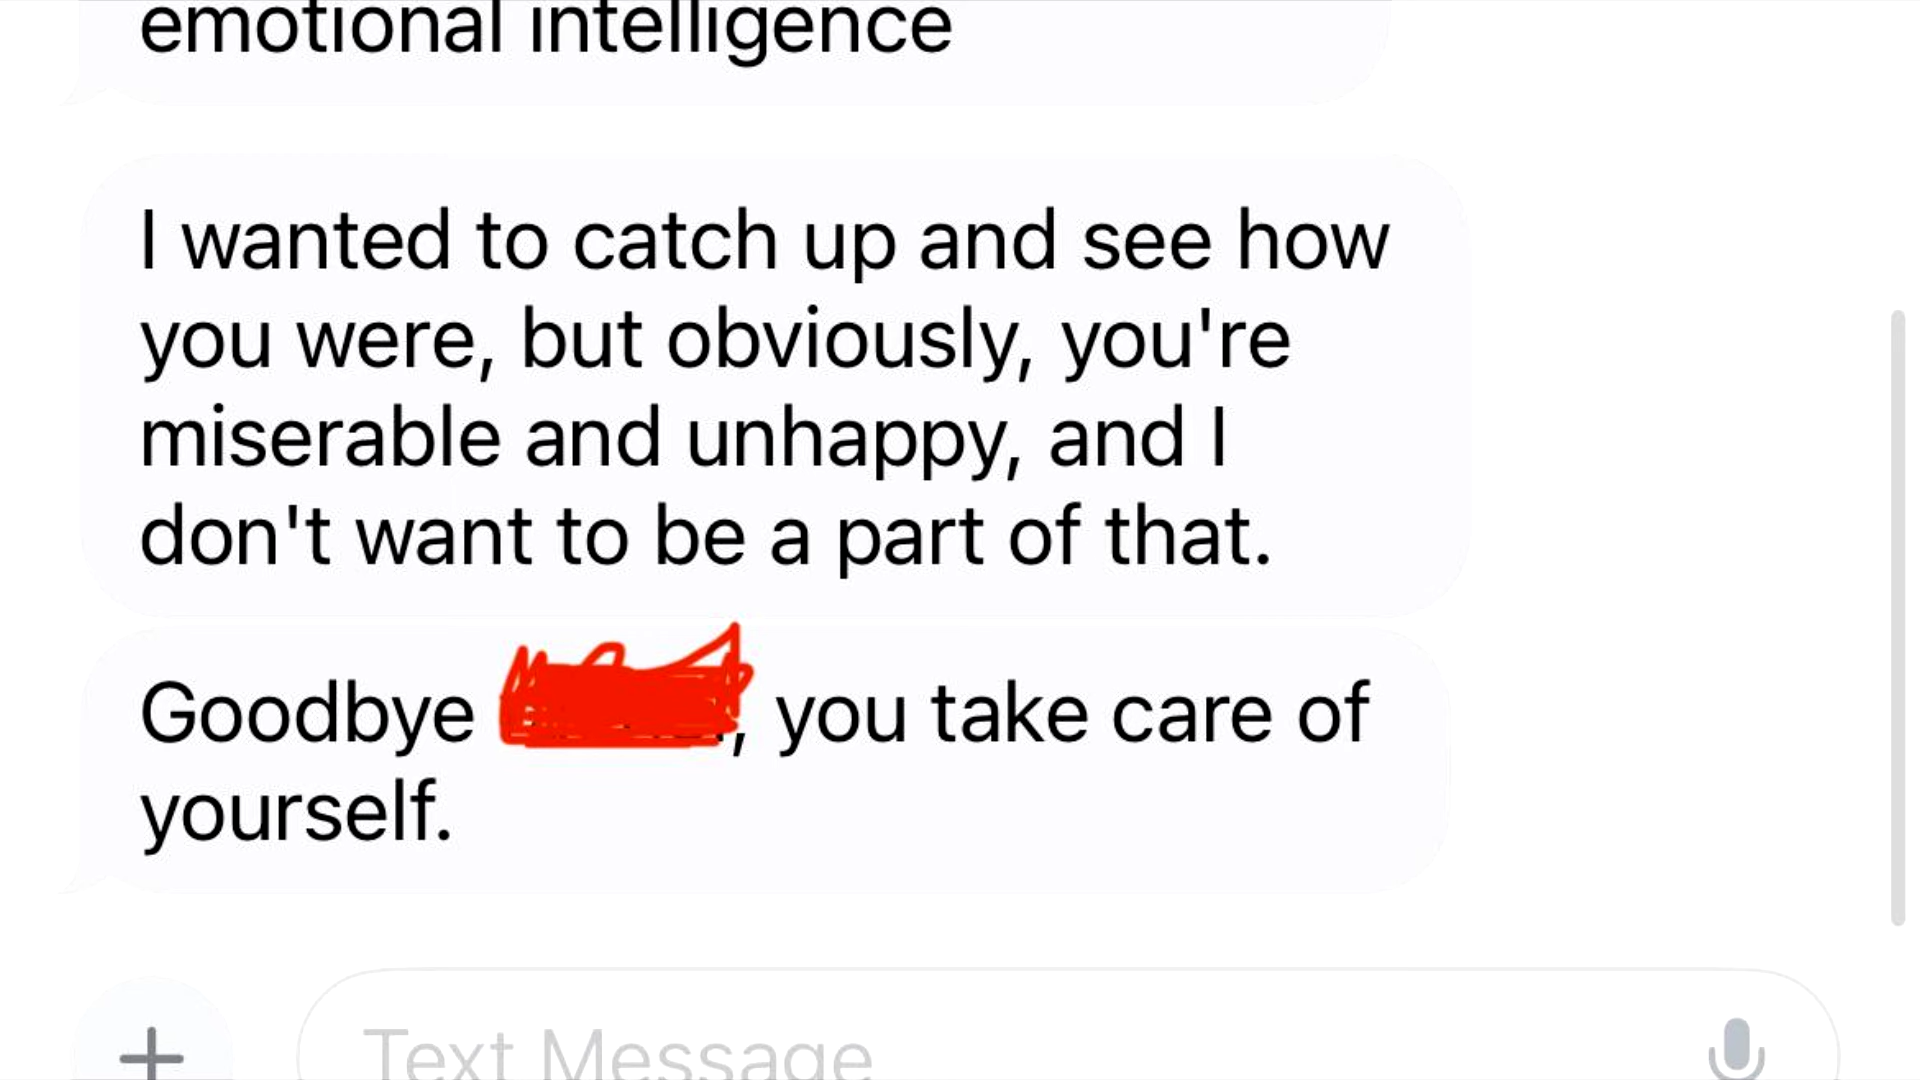 emotional intelligence
I wanted to catch up and see how
you were, but obviously, you're
miserable and unhappy, and I
don't want to be a part of that.
Goodbye , you take care of
yourself.
Text Message